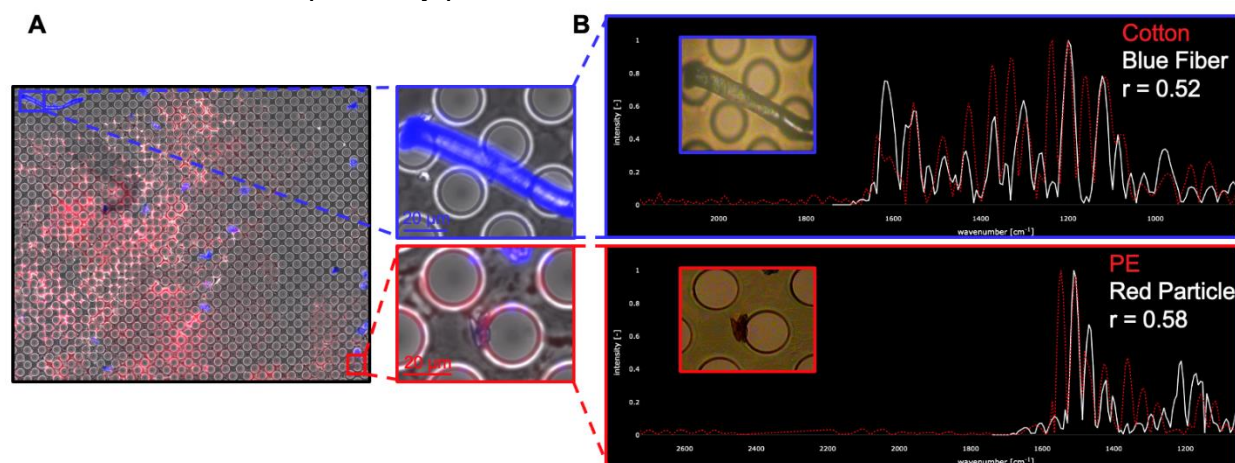 A
B
20 µm
20 µm
Cotton
Blue Fiber
r = 0.52
intensity [-]
1
0.8
0.6
0.4
0.2
0
2000 1800 1600 1400 1200 1000
wavenumber [cm⁻¹]
PE
Red Particle
r = 0.58
intensity [-]
1
0.8
0.6
0.4
0.2
0
2600 2400 2200 2000 1800 1600 1400 1200
wavenumber [cm⁻¹]